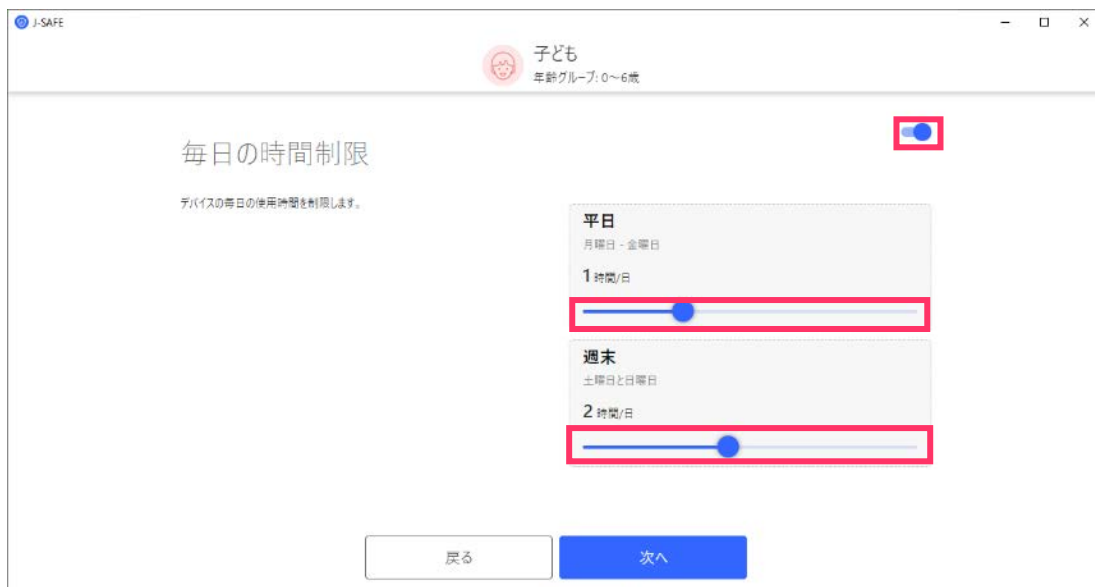 J-SAFE
子ども
年齢グループ: 0～6歳
毎日の時間制限
デバイスの毎日の使用時間を制限します。
平日
月曜日 - 金曜日
1 時間/日
週末
土曜日と日曜日
2 時間/日
戻る
次へ